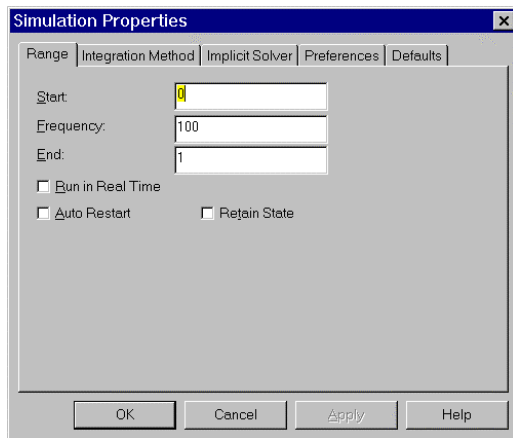 Simulation Properties
Range Integration Method Implicit Solver Preferences Defaults
Start: 0
Frequency: 100
End: 1
Run in Real Time
Auto Restart Retain State
OK Cancel Apply Help